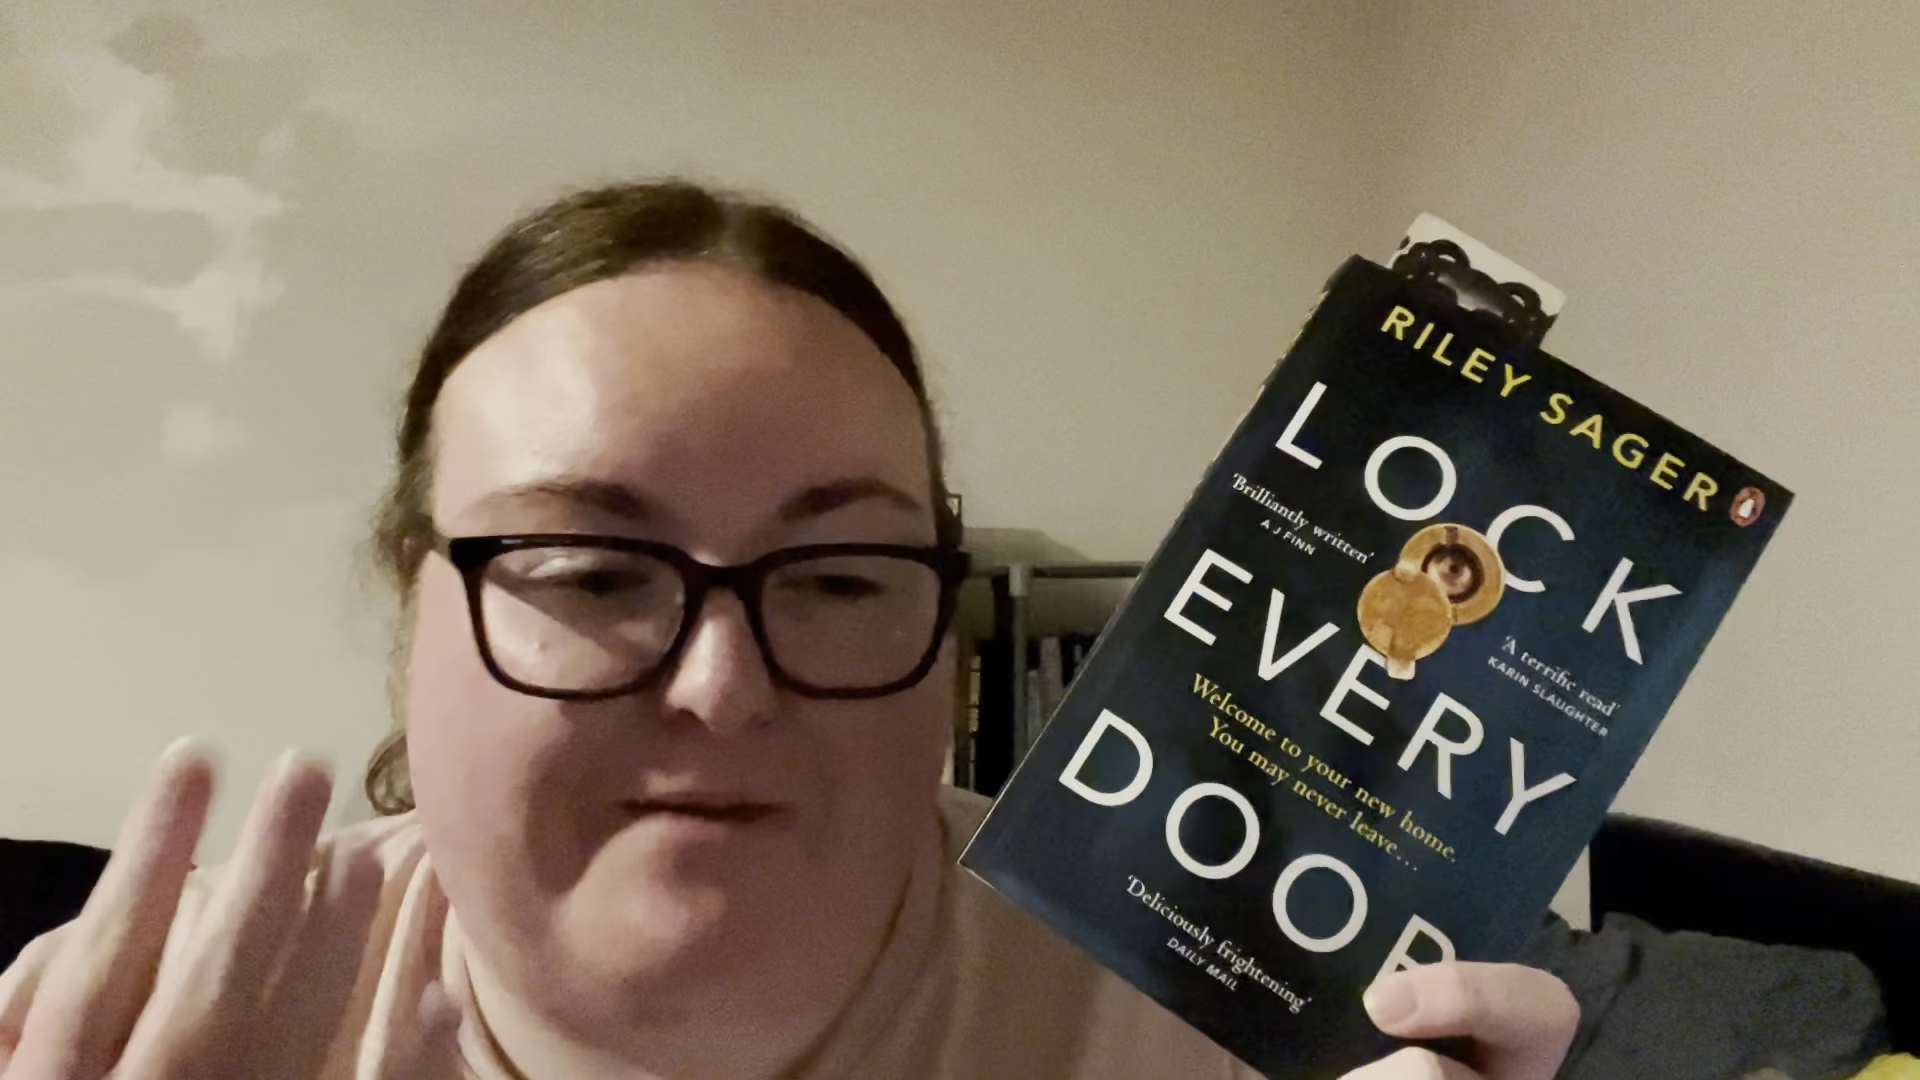 RILEY SAGER
LOCK
'Brilliantly written'
A J FINN
EVERY
'A terrific read'
KARIN SLAUGHTER
Welcome to your new home.
You may never leave...
DOOR
'Deliciously frightening'
DAILY MAIL